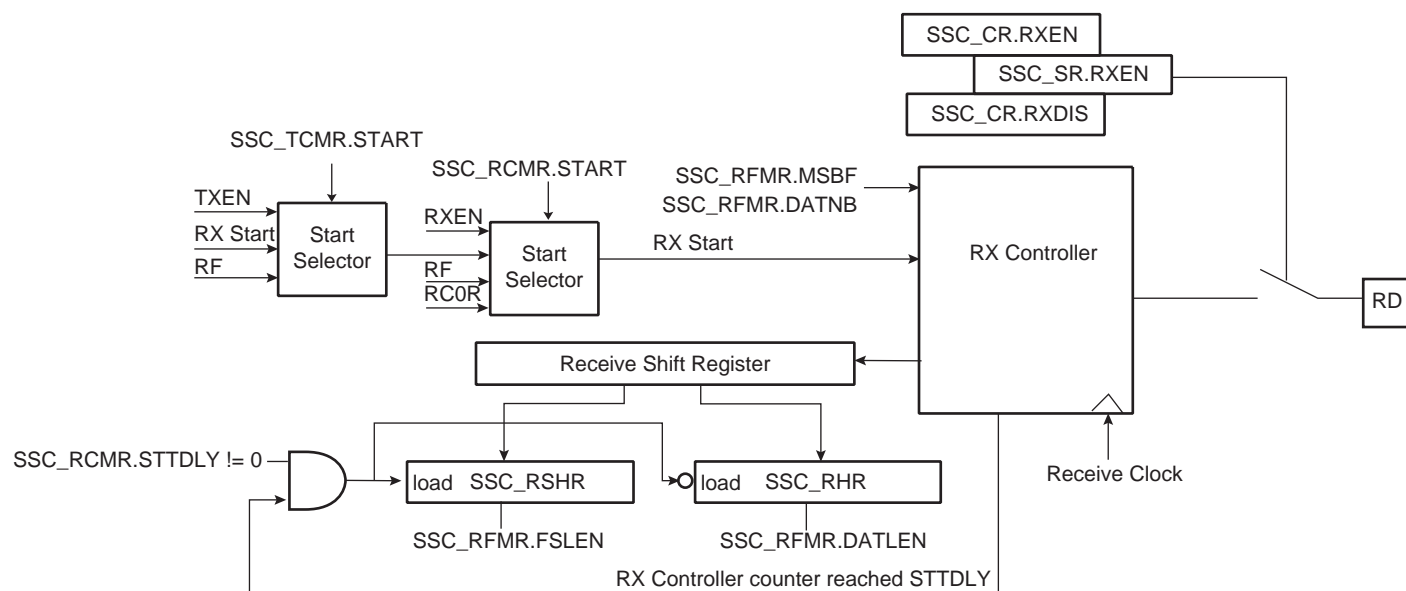 SSC_CR.RXEN
SSC_SR.RXEN
SSC_CR.RXDIS
SSC_TCMR.START
SSC_RCMR.START
SSC_RFMR.MSBF
SSC_RFMR.DATNB
TXEN
RX Start
RF
Start
Selector
RXEN
RF
RC0R
Start
Selector
RX Start
RX Controller
RD
Receive Shift Register
SSC_RCMR.STTDLY != 0
load SSC_RSHR
load SSC_RHR
Receive Clock
SSC_RFMR.FSLEN
SSC_RFMR.DATLEN
RX Controller counter reached STTDLY